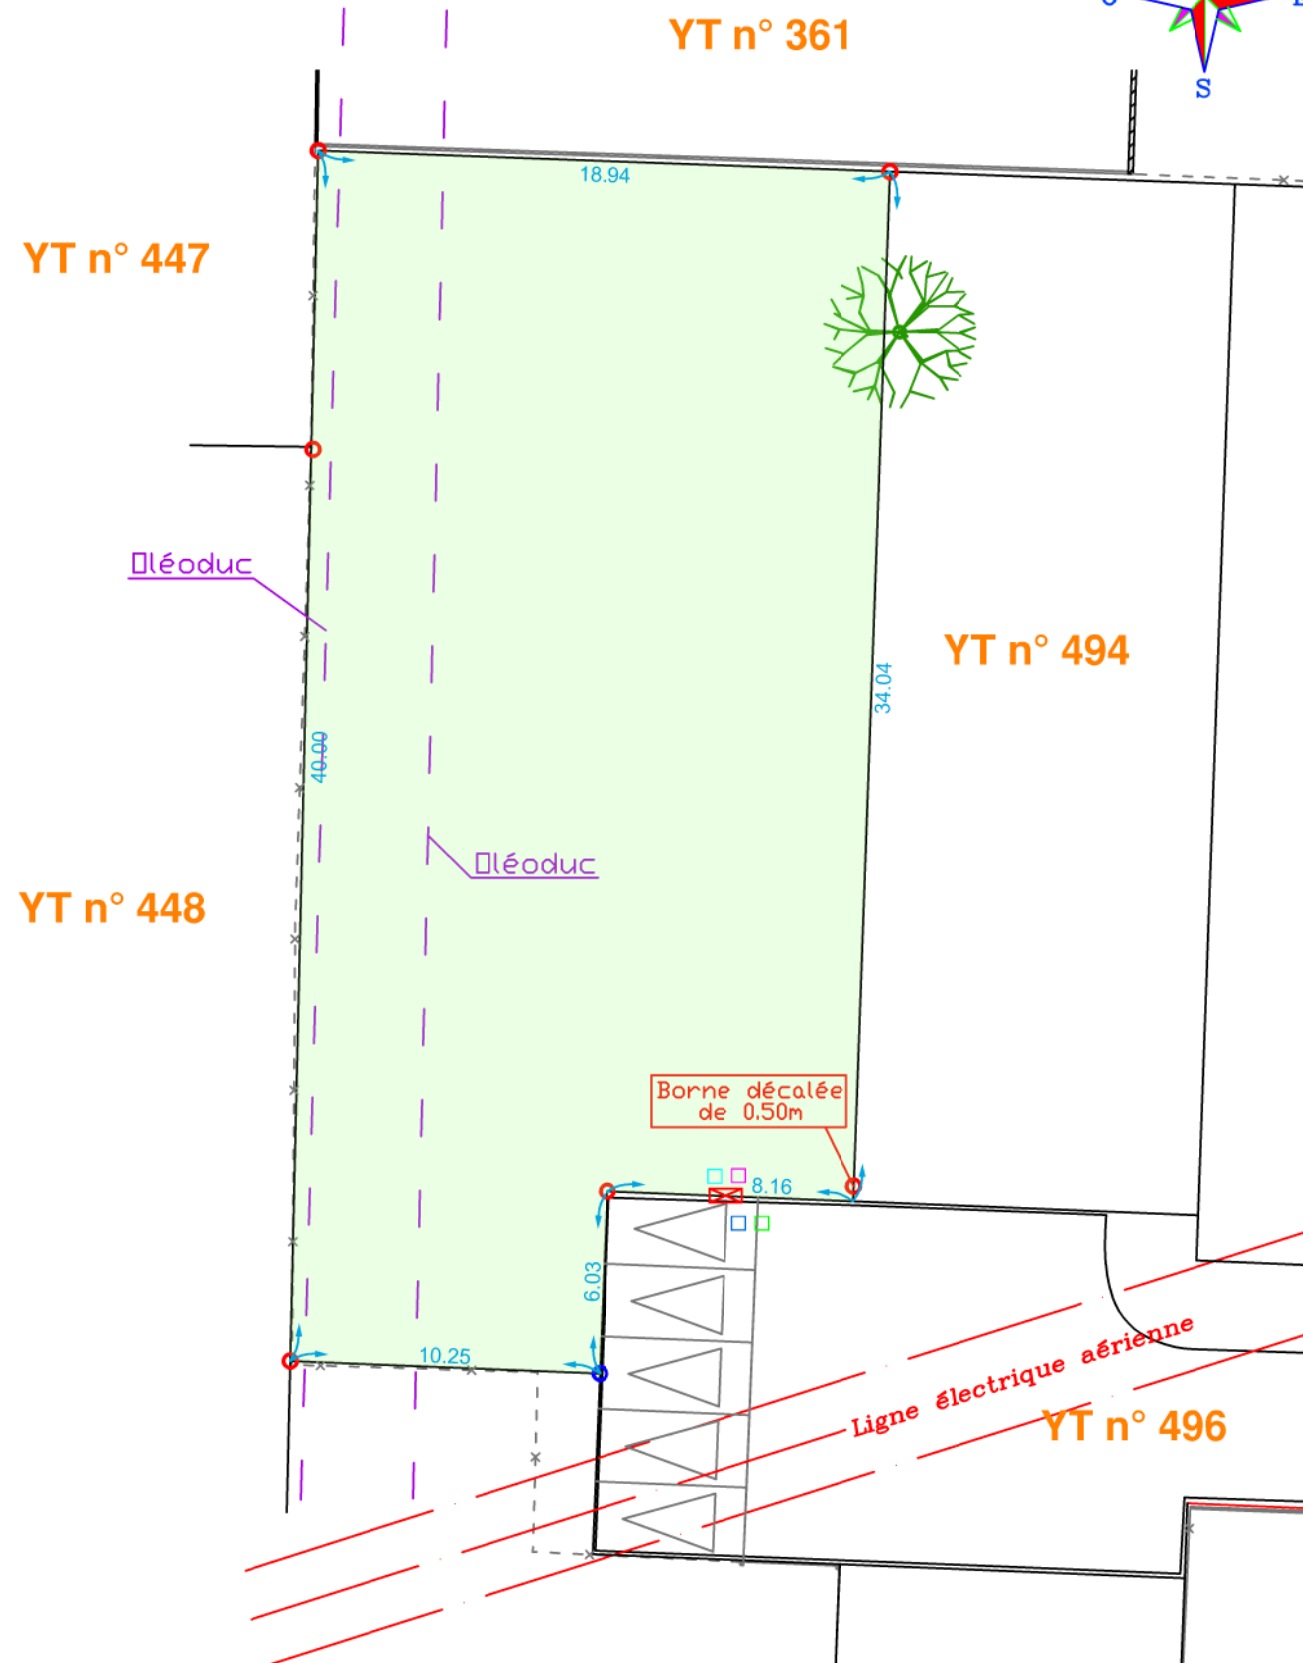 YT n° 361
S
18.94
YT n° 447
Oléoduc
YT n° 494
34.04
40.00
Oléoduc
YT n° 448
Borne décalée
de 0.50m
8.16
6.03
10.25
Ligne électrique aérienne
YT n° 496